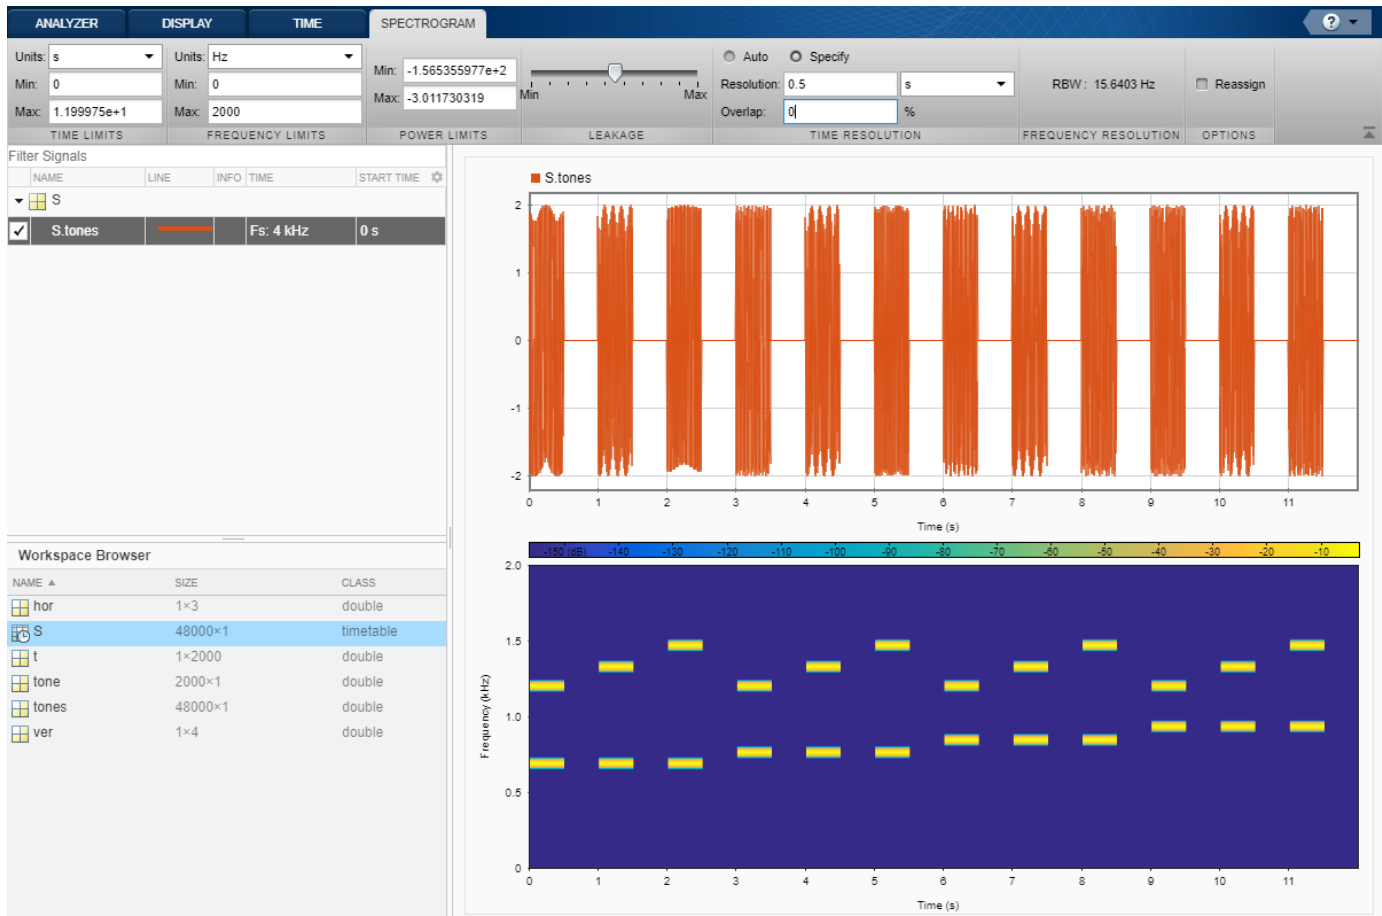 ANALYZER DISPLAY TIME SPECTROGRAM ?
Units: s Units: Hz Min: -1.565355977e+2 Auto Specify
Min: 0 Min: 0 Max: -3.011730319 Min Max Resolution: 0.5 s RBW : 15.6403 Hz Reassign
Max: 1.199975e+1 Max: 2000 Overlap: 0 %
TIME LIMITS FREQUENCY LIMITS POWER LIMITS LEAKAGE TIME RESOLUTION FREQUENCY RESOLUTION OPTIONS
Filter Signals
NAME LINE INFO TIME START TIME
S
S.tones Fs: 4 kHz 0 s
Workspace Browser
NAME SIZE CLASS
hor 1×3 double
S 48000×1 timetable
t 1×2000 double
tone 2000×1 double
tones 48000×1 double
ver 1×4 double
S.tones
2
1
0
-1
-2
0 1 2 3 4 5 6 7 8 9 10 11
Time (s)
-150 (dB) -140 -130 -120 -110 -100 -90 -80 -70 -60 -50 -40 -30 -20 -10
2.0
1.5
1.0
0.5
0
Frequency (kHz)
0 1 2 3 4 5 6 7 8 9 10 11
Time (s)